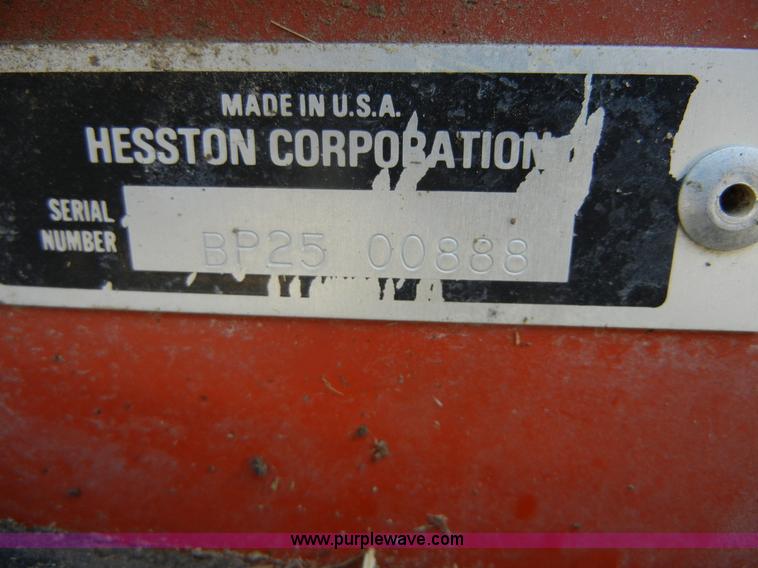 MADE IN U.S.A.
HESSTON CORPORATION
SERIAL
NUMBER
BP25 00888
www.purplewave.com